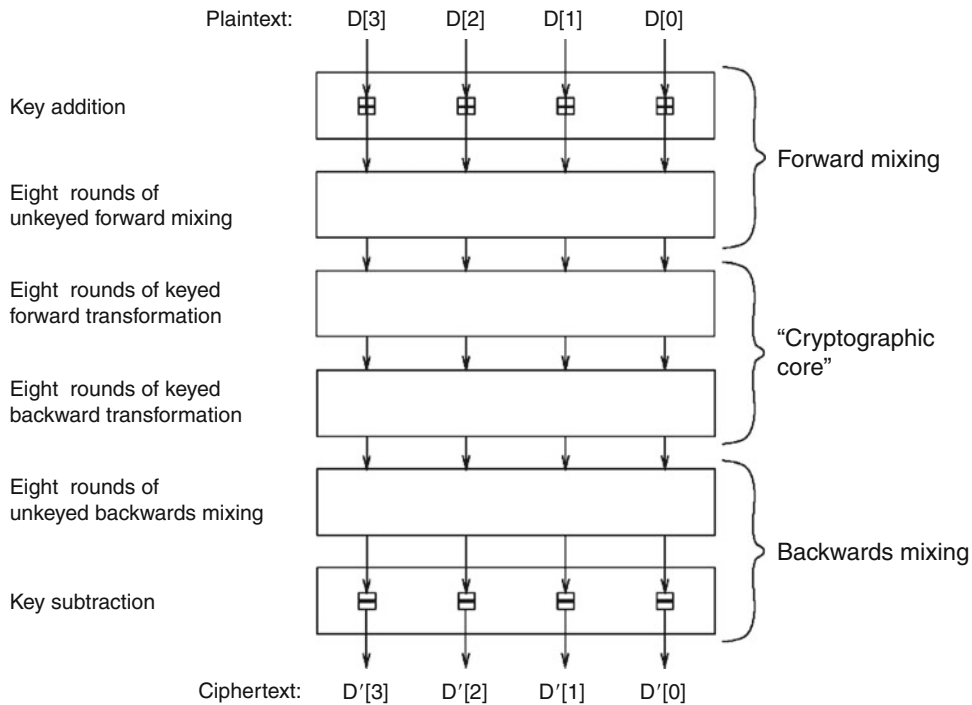 Plaintext: D[3] D[2] D[1] D[0]
Key addition
Forward mixing
Eight rounds of
unkeyed forward mixing
Eight rounds of keyed
forward transformation
“Cryptographic
core”
Eight rounds of keyed
backward transformation
Eight rounds of
unkeyed backwards mixing
Backwards mixing
Key subtraction
Ciphertext: D′[3] D′[2] D′[1] D′[0]